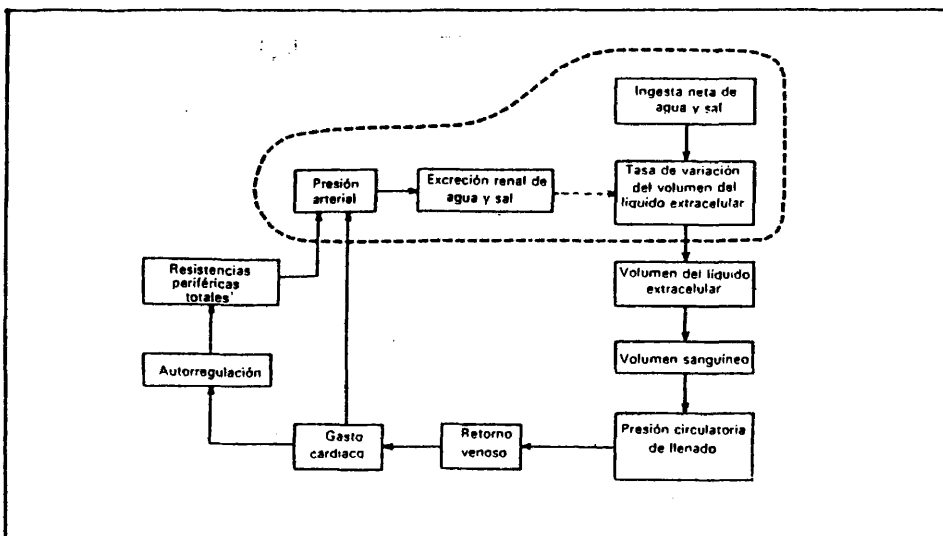 Ingesta neta de
agua y sal
Presión
arterial
Excreción renal de
agua y sal
Tasa de variación
del volumen del
líquido extracelular
Resistencias
periféricas
totales
Volumen del líquido
extracelular
Autorregulación
Volumen sanguíneo
Gasto
cardiaco
Retorno
venoso
Presión circulatoria
de llenado